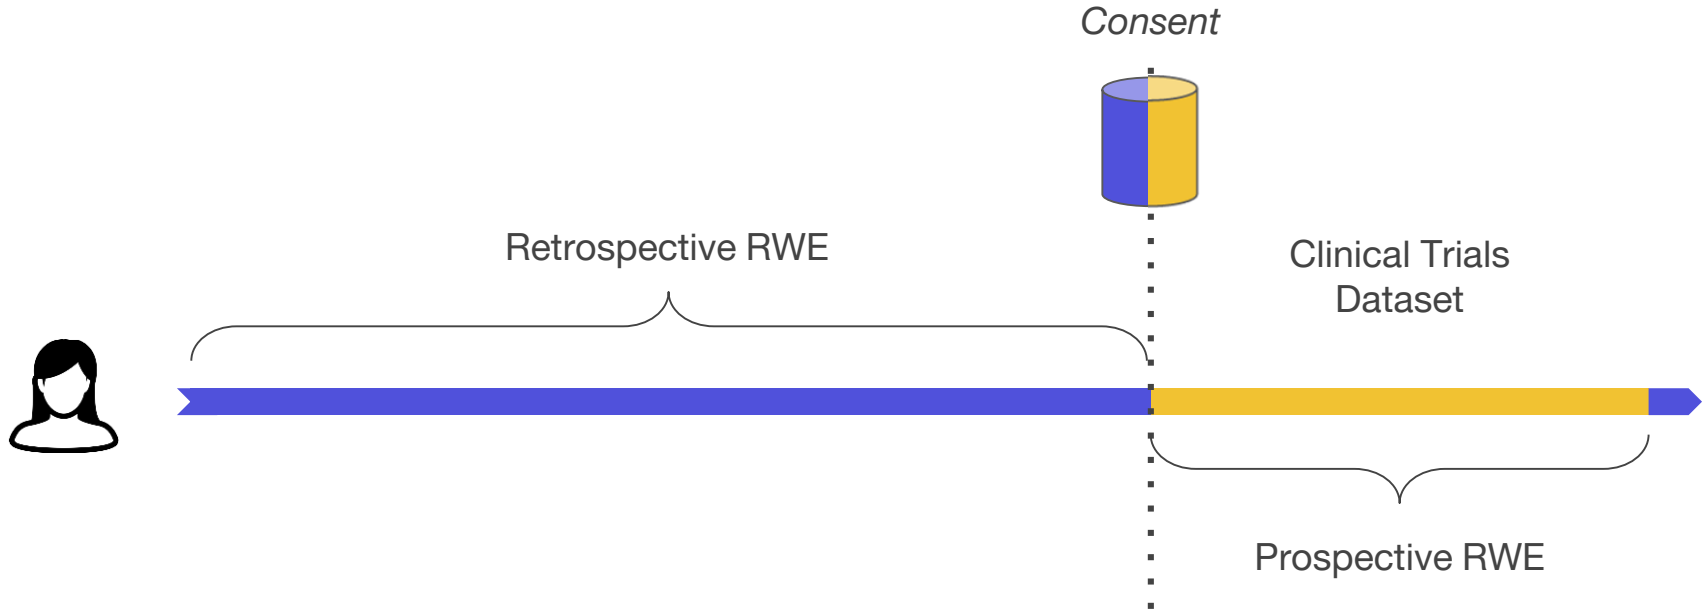 Consent
Retrospective RWE
Clinical Trials
Dataset
Prospective RWE